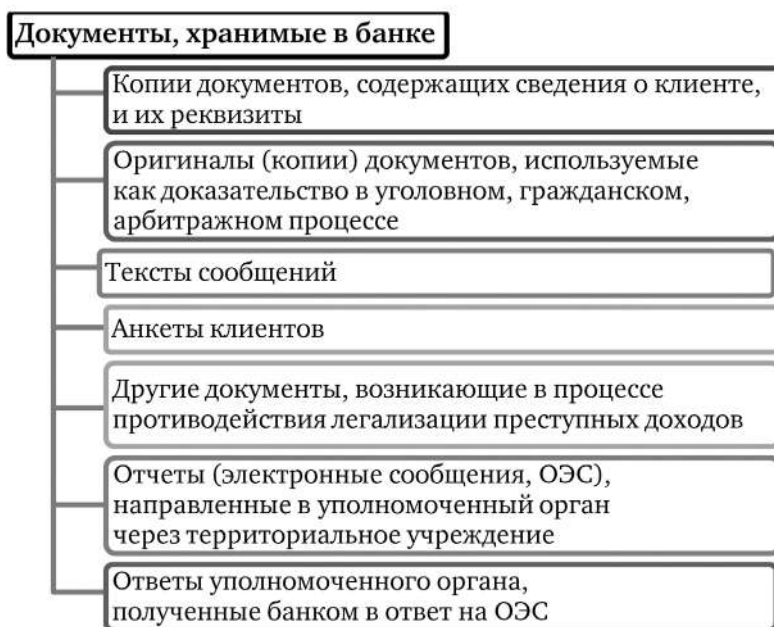 Документы, хранимые в банке
Копии документов, содержащих сведения о клиенте,
и их реквизиты
Оригиналы (копии) документов, используемые
как доказательство в уголовном, гражданском,
арбитражном процессе
Тексты сообщений
Анкеты клиентов
Другие документы, возникающие в процессе
противодействия легализации преступных доходов
Отчеты (электронные сообщения, ОЭС),
направленные в уполномоченный орган
через территориальное учреждение
Ответы уполномоченного органа,
полученные банком в ответ на ОЭС